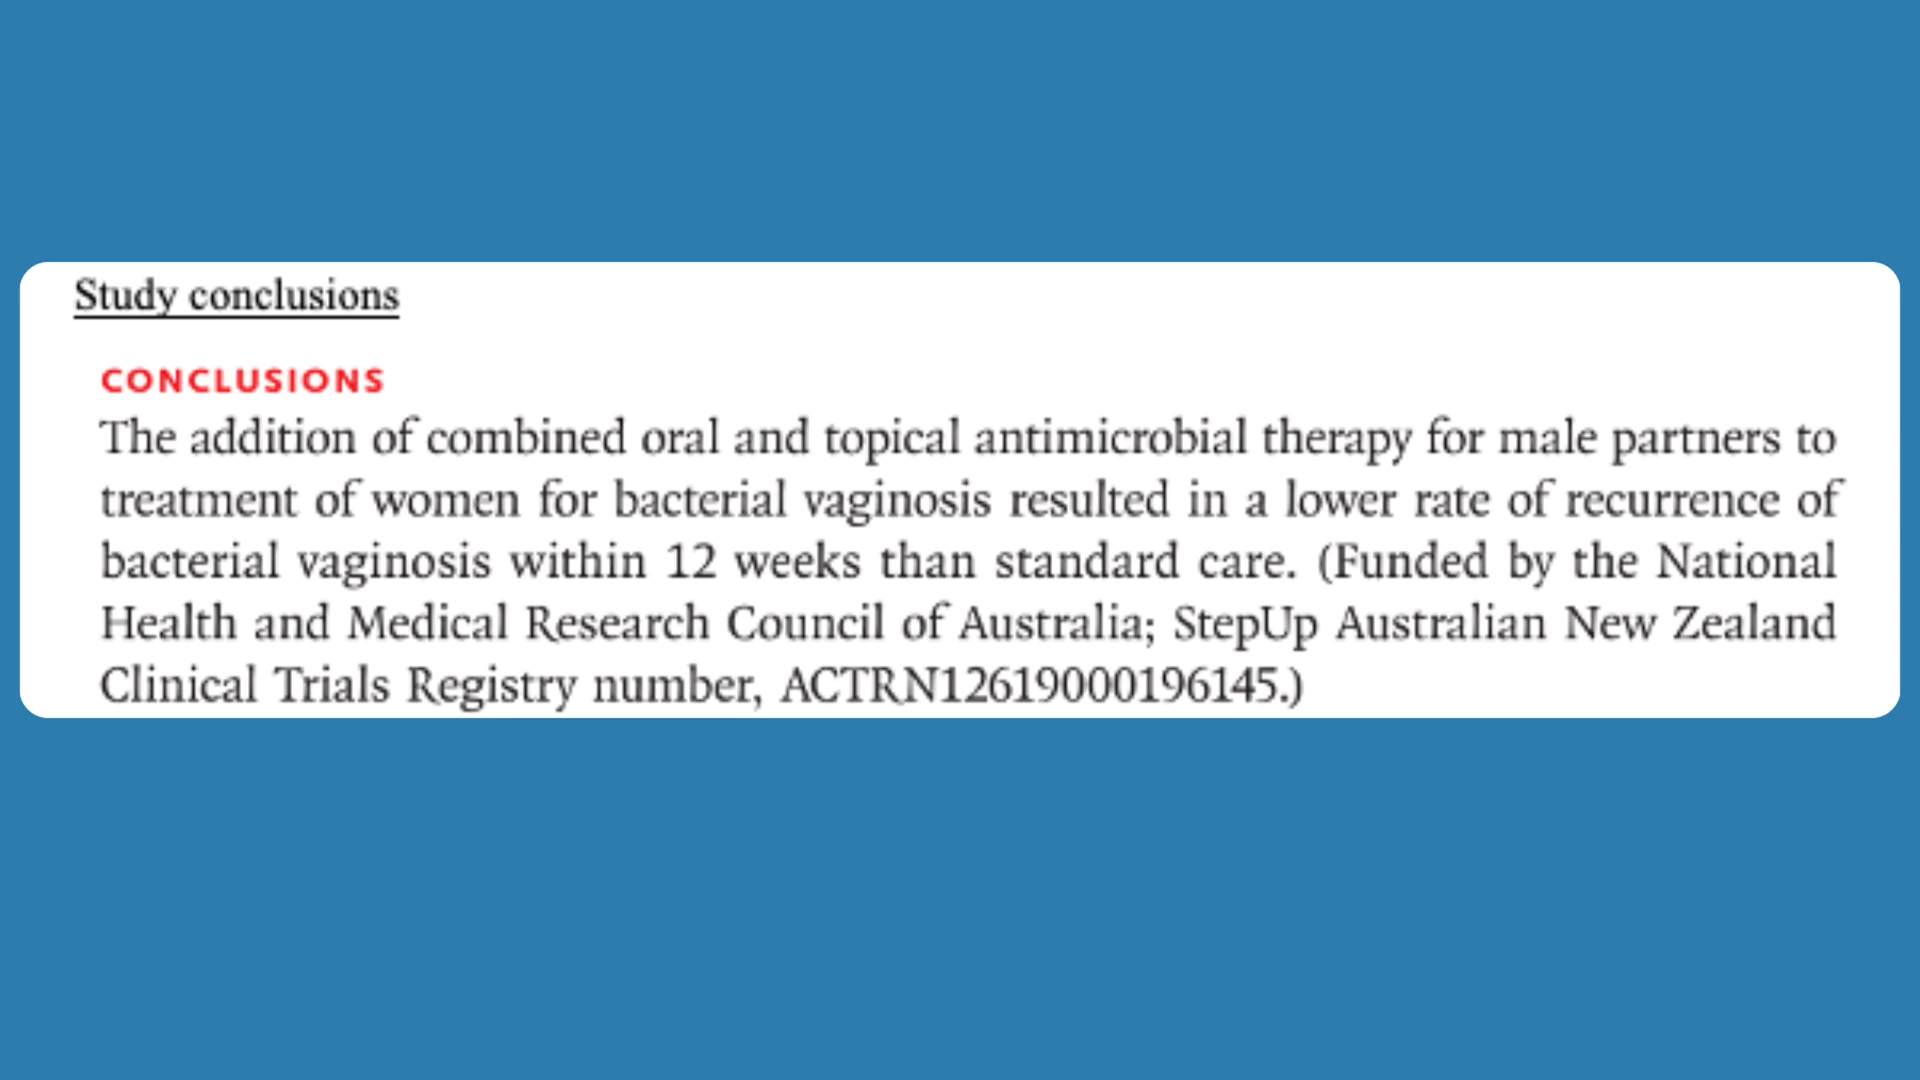 Study conclusions
CONCLUSIONS
The addition of combined oral and topical antimicrobial therapy for male partners to
treatment of women for bacterial vaginosis resulted in a lower rate of recurrence of
bacterial vaginosis within 12 weeks than standard care. (Funded by the National
Health and Medical Research Council of Australia; StepUp Australian New Zealand
Clinical Trials Registry number, ACTRN12619000196145.)